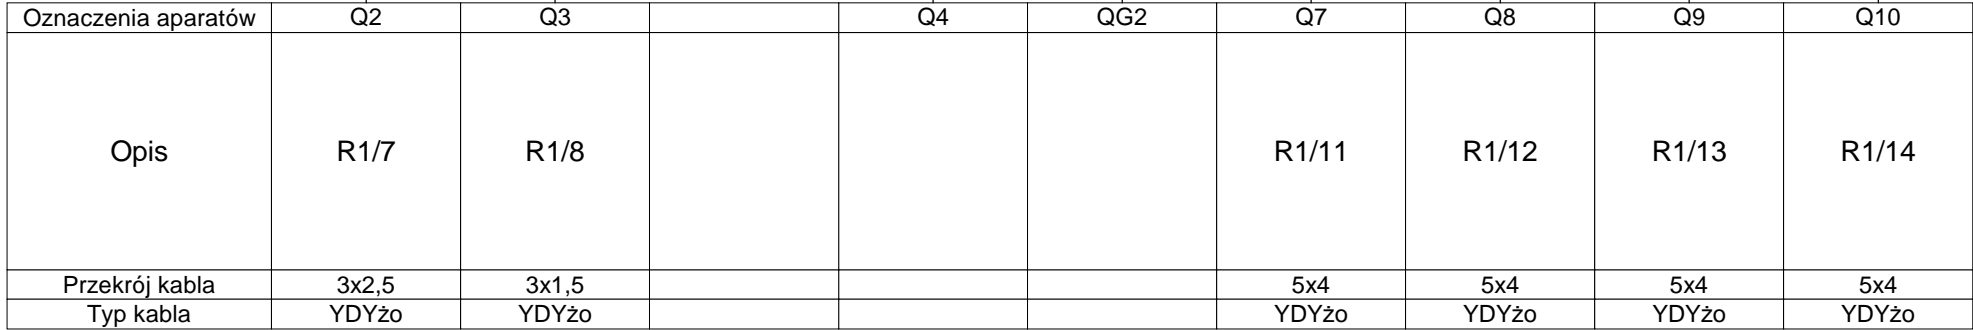 Oznaczenia aparatów Q2 Q3 Q4 QG2 Q7 Q8 Q9 Q10
Opis R1/7 R1/8 R1/11 R1/12 R1/13 R1/14
Przekrój kabla 3x2,5 3x1,5 5x4 5x4 5x4 5x4
Typ kabla YDYżo YDYżo YDYżo YDYżo YDYżo YDYżo